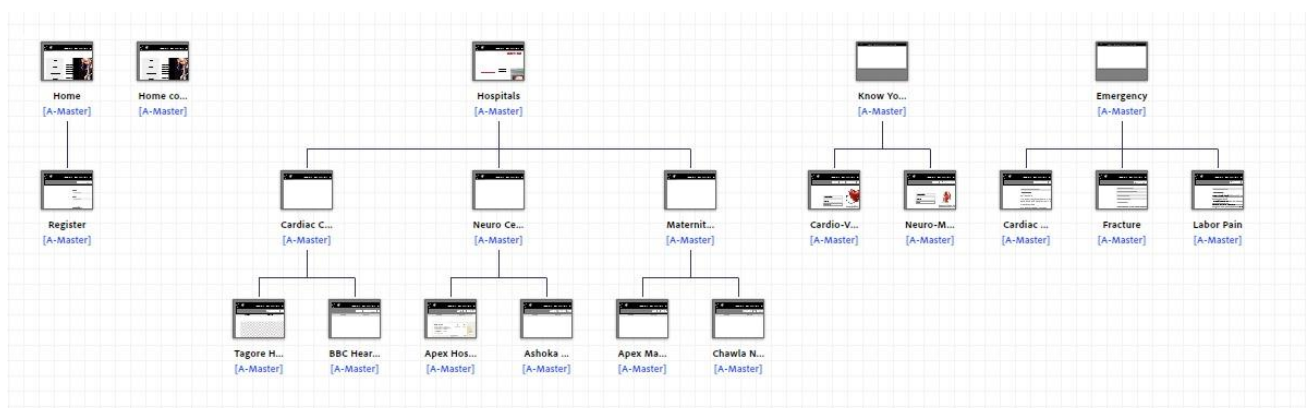 Home
[A-Master]
Home co...
[A-Master]
Hospitals
[A-Master]
Know Yo...
[A-Master]
Emergency
[A-Master]
Register
[A-Master]
Cardiac C...
[A-Master]
Neuro Ce...
[A-Master]
Maternit...
[A-Master]
Cardio-V...
[A-Master]
Neuro-M...
[A-Master]
Cardiac ...
[A-Master]
Fracture
[A-Master]
Labor Pain
[A-Master]
Tagore H...
[A-Master]
BBC Hear...
[A-Master]
Apex Hos...
[A-Master]
Ashoka ...
[A-Master]
Apex Ma...
[A-Master]
Chawla N...
[A-Master]